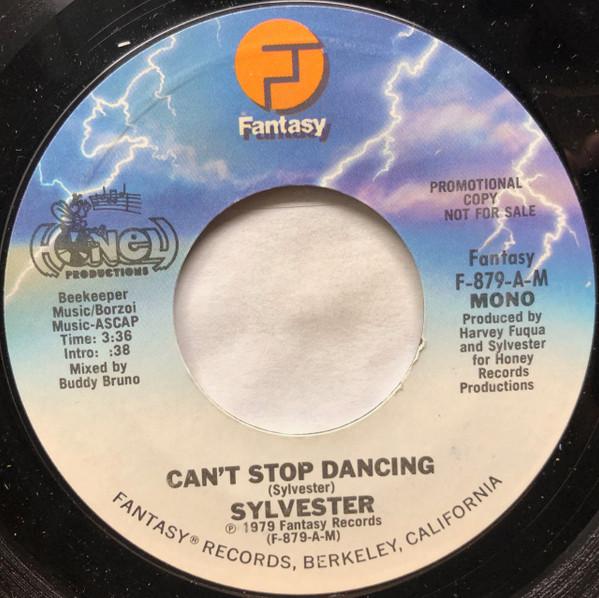 Fantasy
PROMOTIONAL
COPY
NOT FOR SALE
HONEY
PRODUCTIONS
Beekeeper
Music/Borzoi
Music-ASCAP
Time: 3:36
Intro: :38
Mixed by
Buddy Bruno
Fantasy
F-879-A-M
MONO
Produced by
Harvey Fuqua
and Sylvester
for Honey
Records
Productions
CAN'T STOP DANCING
(Sylvester)
SYLVESTER
℗ 1979 Fantasy Records
(F-879-A-M)
FANTASY® RECORDS, BERKELEY, CALIFORNIA